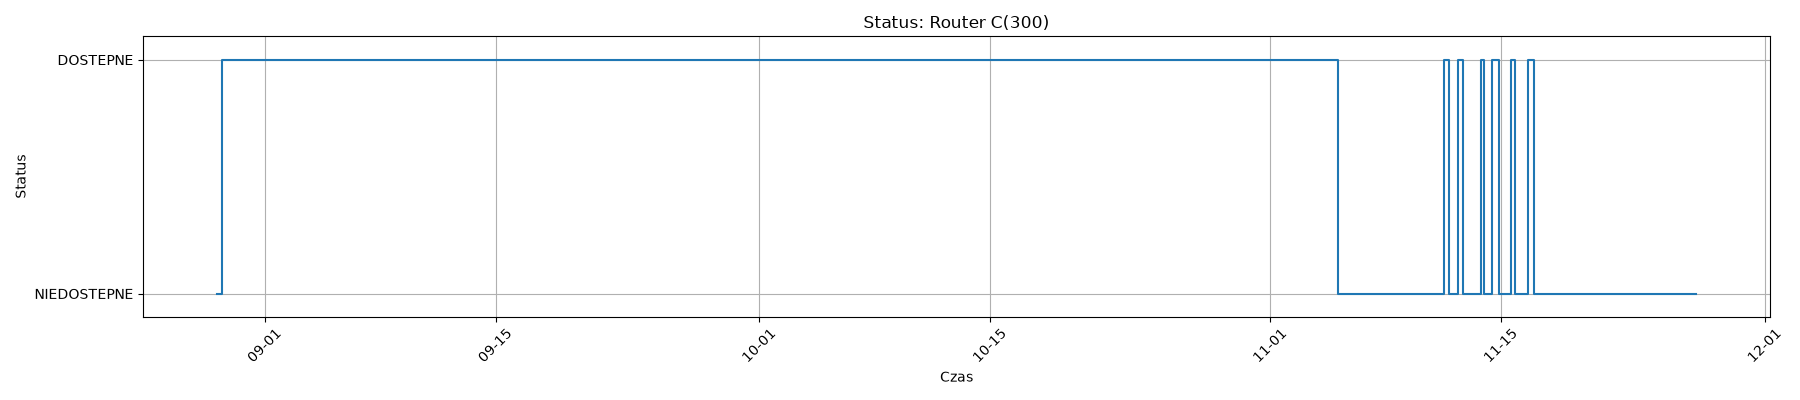 Status: Router C(300)
DOSTEPNE
NIEDOSTEPNE
Status
09-01
09-15
10-01
10-15
11-01
11-15
12-01
Czas